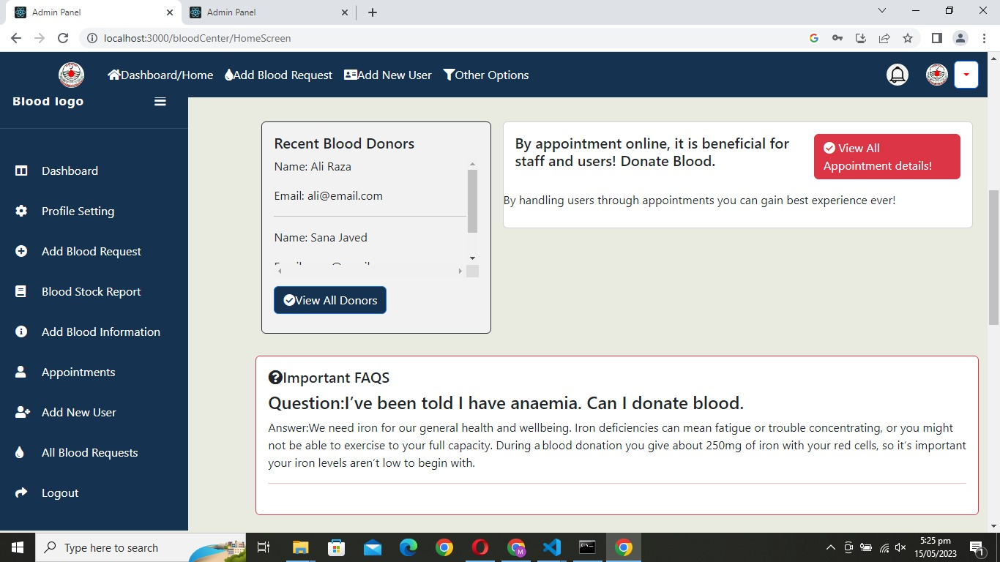 Admin Panel
Admin Panel
localhost:3000/bloodCenter/HomeScreen
Dashboard/Home
Add Blood Request
Add New User
Other Options
Blood logo
Dashboard
Profile Setting
Add Blood Request
Blood Stock Report
Add Blood Information
Appointments
Add New User
All Blood Requests
Logout
Recent Blood Donors
Name: Ali Raza
Email: ali@email.com
Name: Sana Javed
View All Donors
By appointment online, it is beneficial for
staff and users! Donate Blood.
View All
Appointment details!
By handling users through appointments you can gain best experience ever!
Important FAQS
Question:I've been told I have anaemia. Can I donate blood.
Answer:We need iron for our general health and wellbeing. Iron deficiencies can mean fatigue or trouble concentrating, or you might
not be able to exercise to your full capacity. During a blood donation you give about 250mg of iron with your red cells, so it's important
your iron levels aren't low to begin with.
Type here to search
5:25 pm
15/05/2023
1